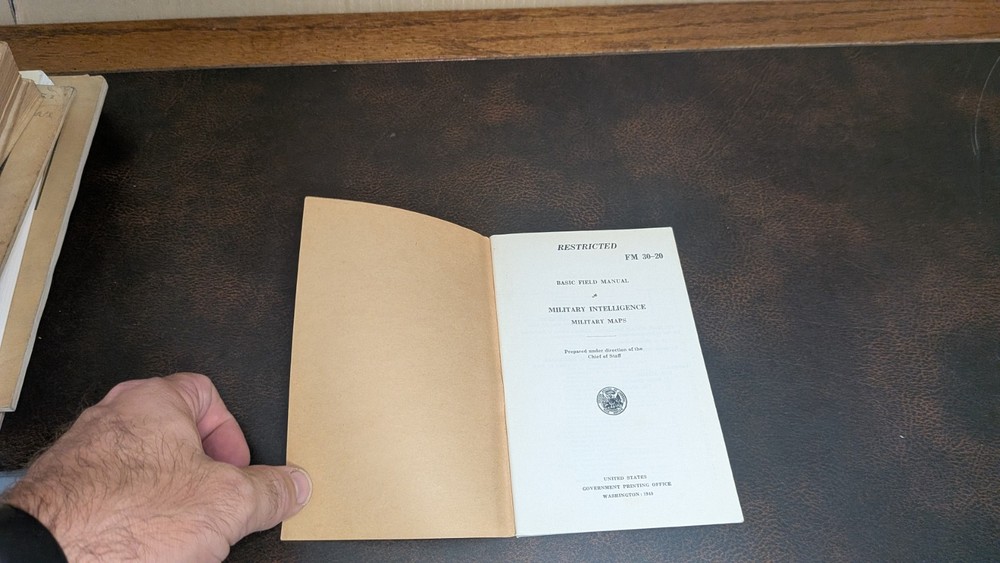 RESTRICTED
FM 30-20
BASIC FIELD MANUAL
MILITARY INTELLIGENCE
MILITARY MAPS
Prepared under direction of the
Chief of Staff
UNITED STATES
GOVERNMENT PRINTING OFFICE
WASHINGTON :